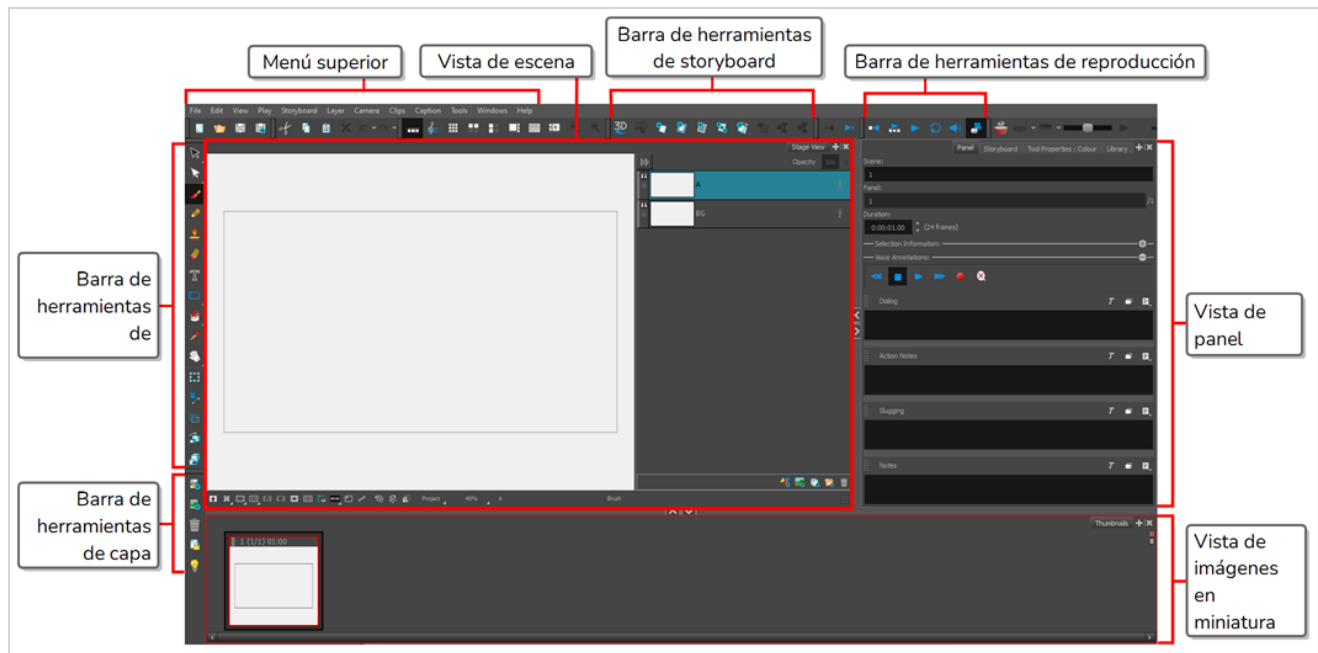 Menú superior
Vista de escena
Barra de herramientas
de storyboard
Barra de herramientas de reproducción
File Edit View Play Storyboard Layer Camera Clips Caption Tools Windows Help
Stage View
Opacity
A
BG
Panel Storyboard Tool Properties : Colour Library
Scene:
1
Panel:
1
Duration:
0:00:01.00 (24 frames)
Selection Information:
Voice Annotations:
Dialog
Action Notes
Slugging
Notes
Barra de
herramientas
de
Vista de
panel
Barra de
herramientas
de capa
Project 40% A Brush
Thumbnails
1 (1/1) 01:00
Vista de
imágenes
en
miniatura